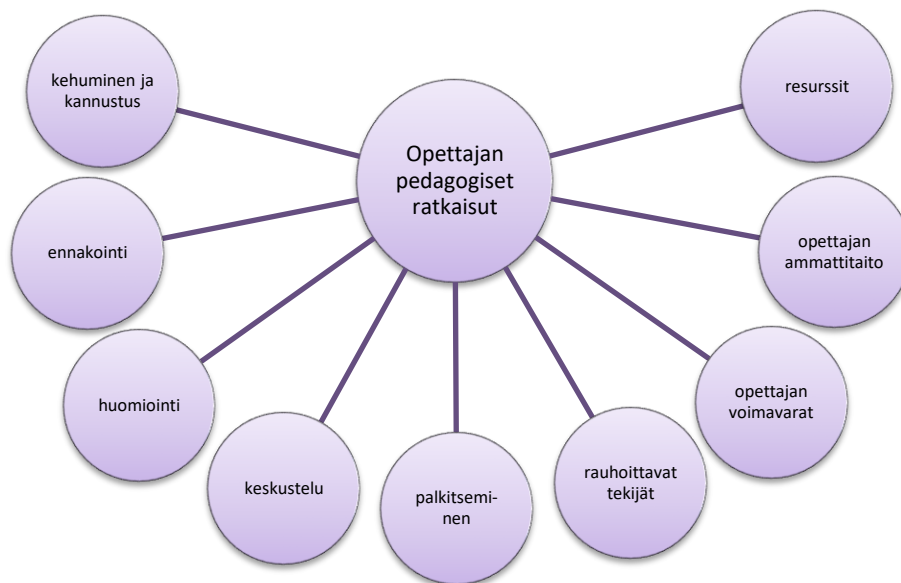 Opettajan
pedagogiset
ratkaisut
kehuminen ja
kannustus
ennakointi
huomiointi
keskustelu
palkitsemi-
nen
rauhoittavat
tekijät
opettajan
voimavarat
opettajan
ammattitaito
resurssit